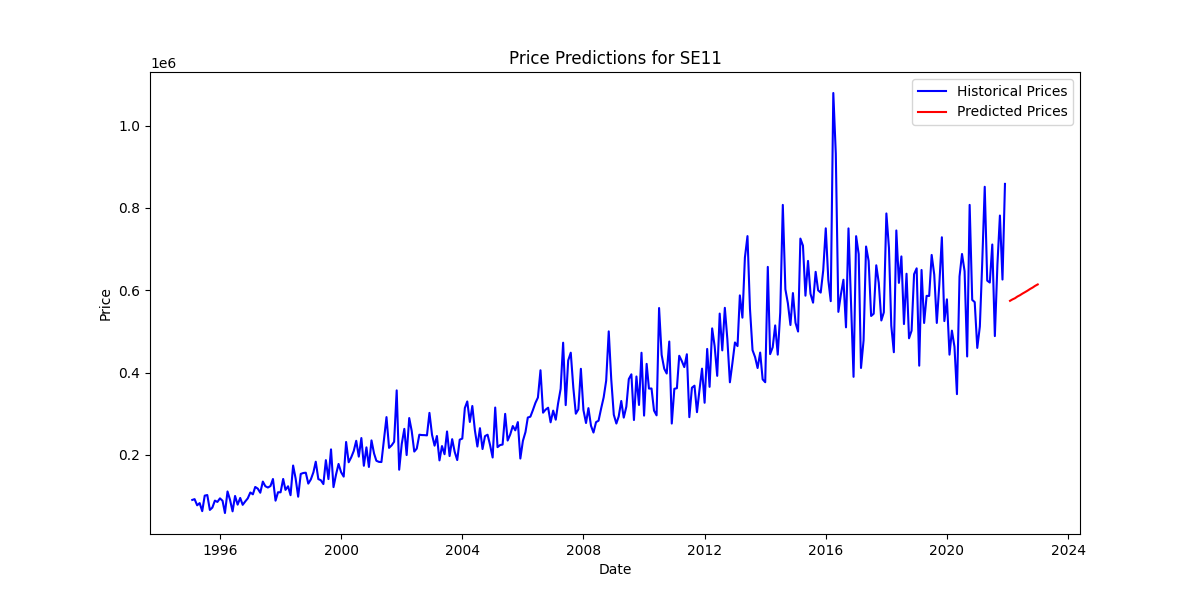 Price Predictions for SE11
1e6
Historical Prices
Predicted Prices
1.0
0.8
0.6
0.4
0.2
Price
1996 2000 2004 2008 2012 2016 2020 2024
Date